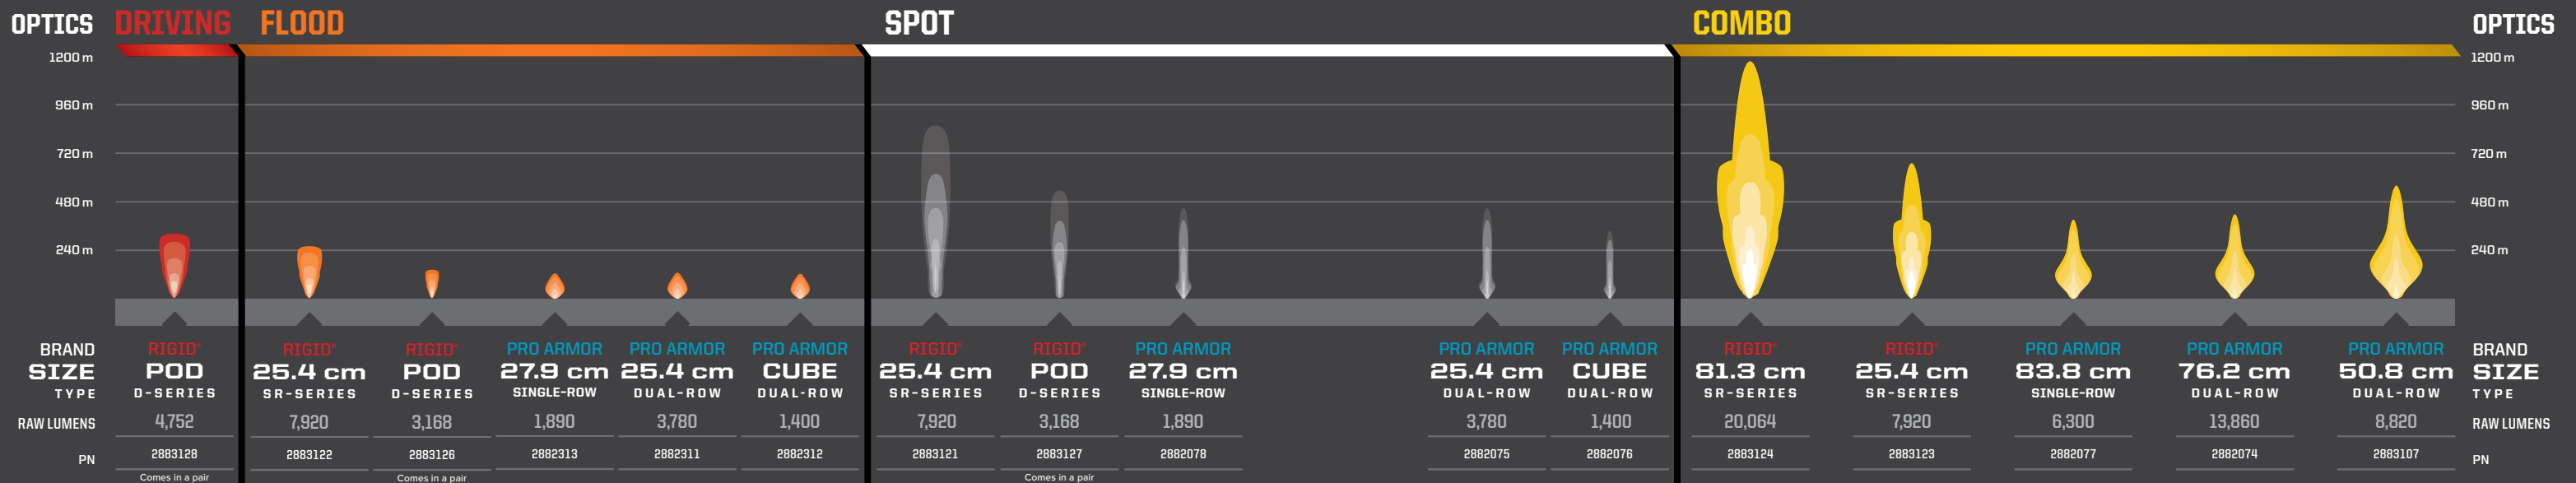 OPTICS DRIVING FLOOD SPOT COMBO OPTICS
1200 m 1200 m
960 m 960 m
720 m 720 m
480 m 480 m
240 m 240 m
BRAND RIGID® RIGID® RIGID® PRO ARMOR PRO ARMOR PRO ARMOR RIGID® RIGID® PRO ARMOR PRO ARMOR PRO ARMOR RIGID® RIGID® PRO ARMOR PRO ARMOR PRO ARMOR BRAND
SIZE POD 25.4 cm POD 27.9 cm 25.4 cm CUBE 25.4 cm POD 27.9 cm 25.4 cm CUBE 81.3 cm 25.4 cm 83.8 cm 76.2 cm 50.8 cm SIZE
TYPE D-SERIES SR-SERIES D-SERIES SINGLE-ROW DUAL-ROW DUAL-ROW SR-SERIES D-SERIES SINGLE-ROW DUAL-ROW DUAL-ROW SR-SERIES SR-SERIES SINGLE-ROW DUAL-ROW DUAL-ROW TYPE
RAW LUMENS 4,752 7,920 3,168 1,890 3,780 1,400 7,920 3,168 1,890 3,780 1,400 20,064 7,920 6,300 13,860 8,820 RAW LUMENS
PN 2883128 2883122 2883126 2882313 2882311 2882312 2883121 2883127 2882078 2882075 2882076 2883124 2883123 2882077 2882074 2883107 PN
Comes in a pair Comes in a pair Comes in a pair